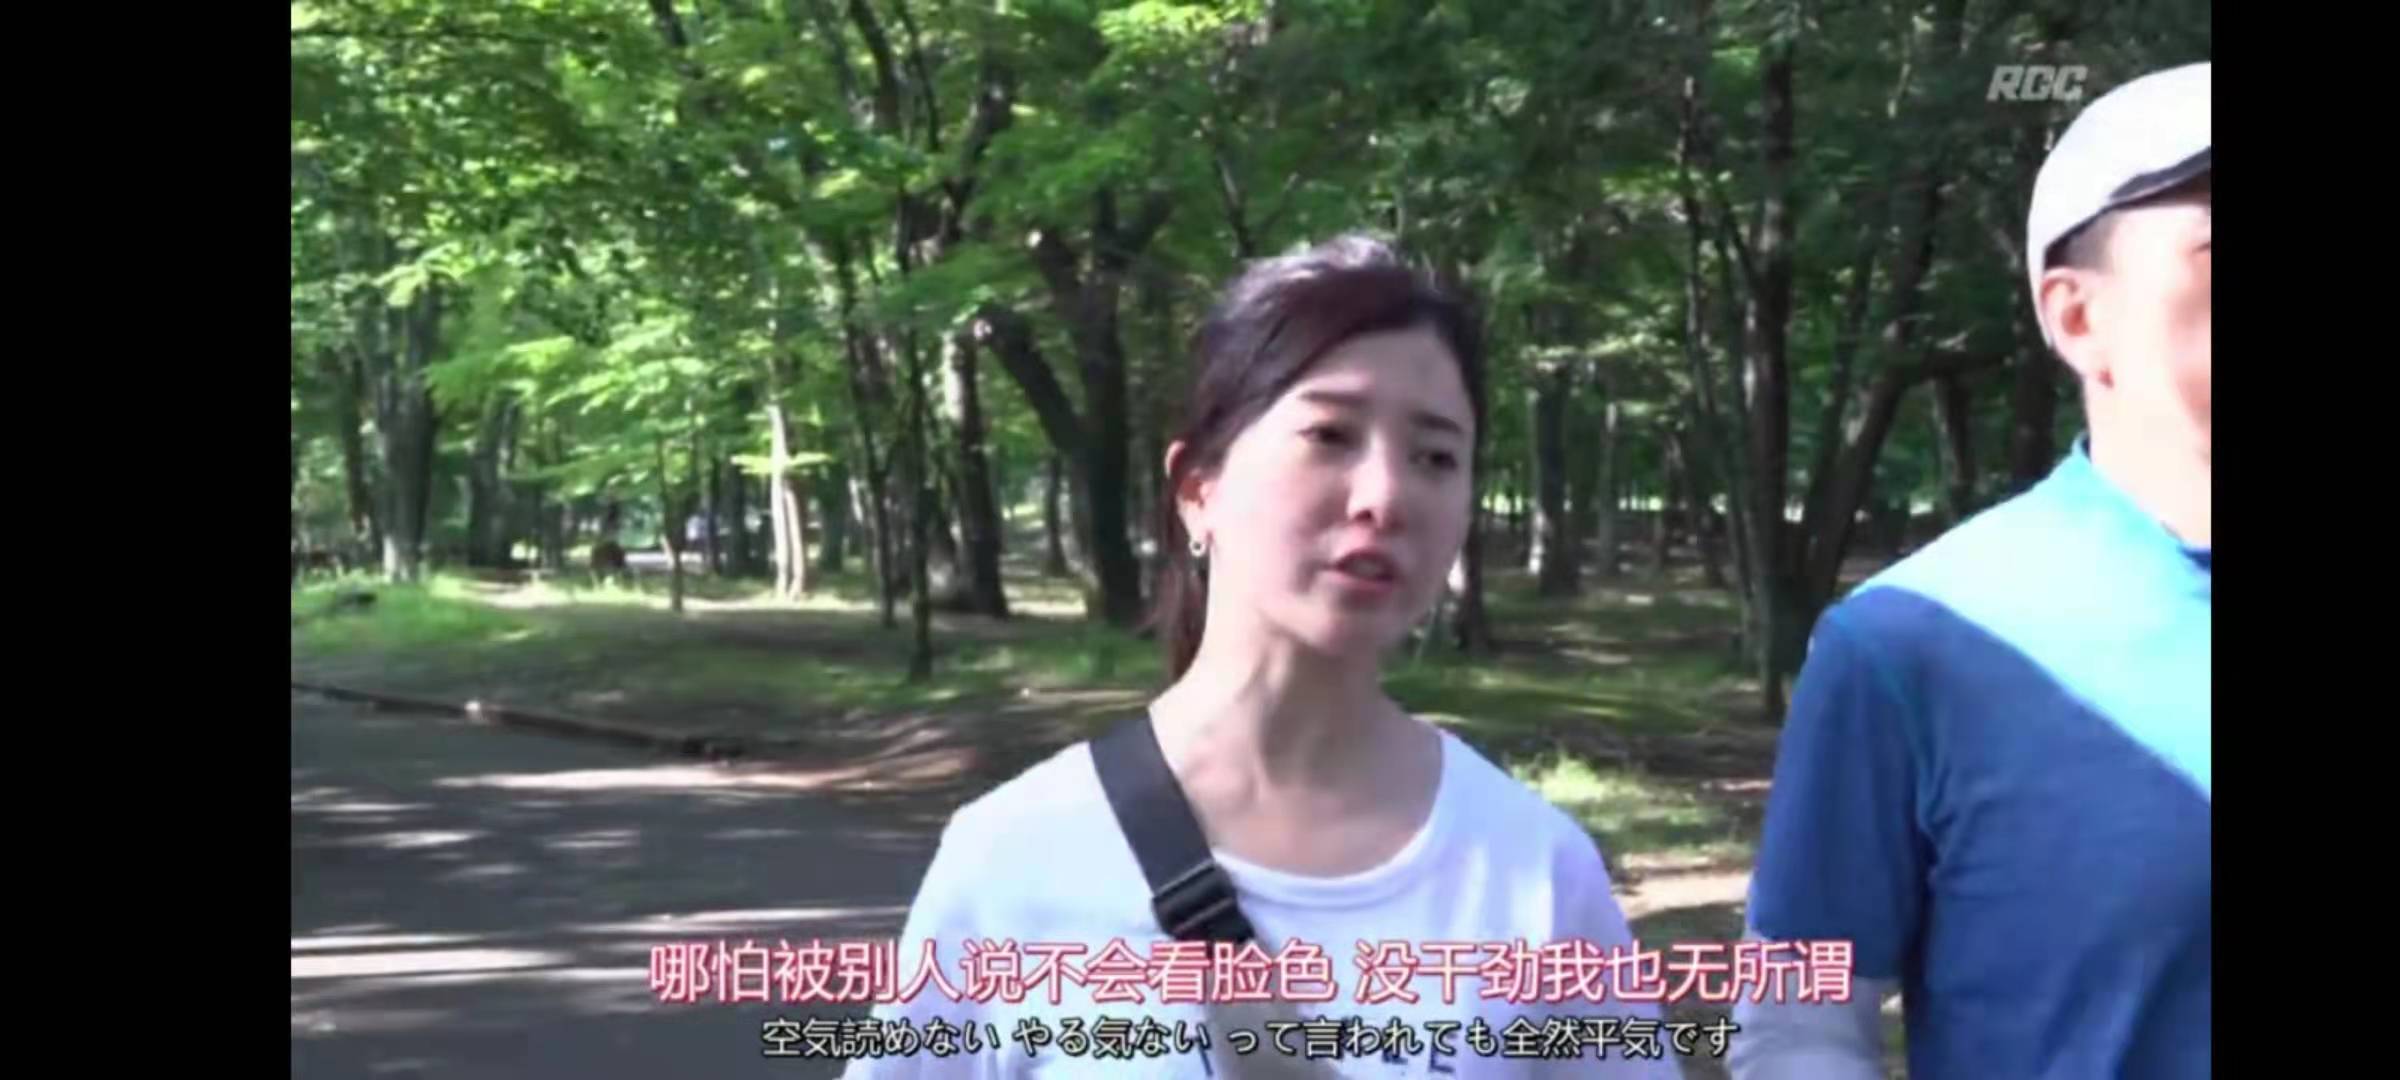 RGC
哪怕被别人说不会看脸色 没干劲我也无所谓
空気読めない やる気ない って言われても全然平気です